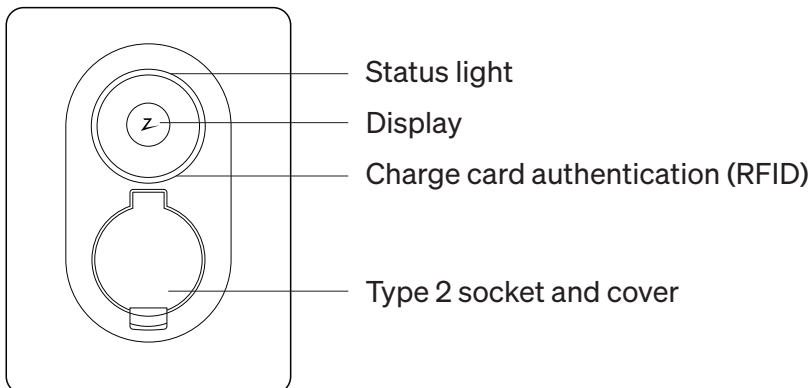 Status light
Display
Charge card authentication (RFID)
Type 2 socket and cover